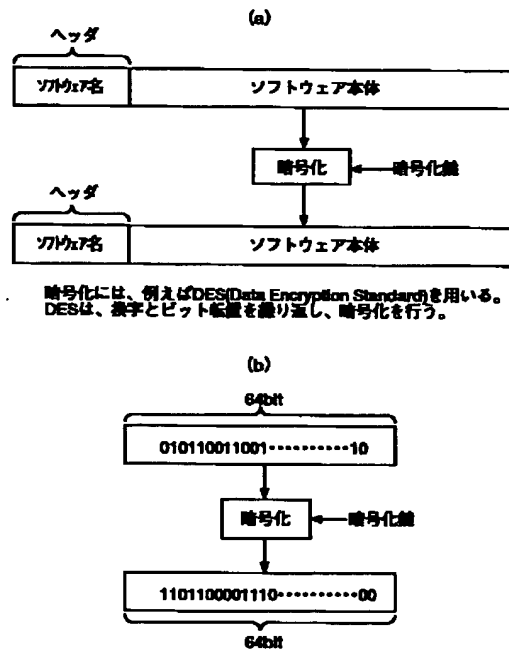 (a)
ヘッダ
ソフトウェア名 ソフトウェア本体
暗号化 暗号化鍵
ヘッダ
ソフトウェア名 ソフトウェア本体
暗号化には、例えばDES(Data Encryption Standard)を用いる。
DESは、換字とビット転置を繰り返し、暗号化を行う。
(b)
64bit
010110011001··········10
暗号化 暗号化鍵
1101100001110··········00
64bit